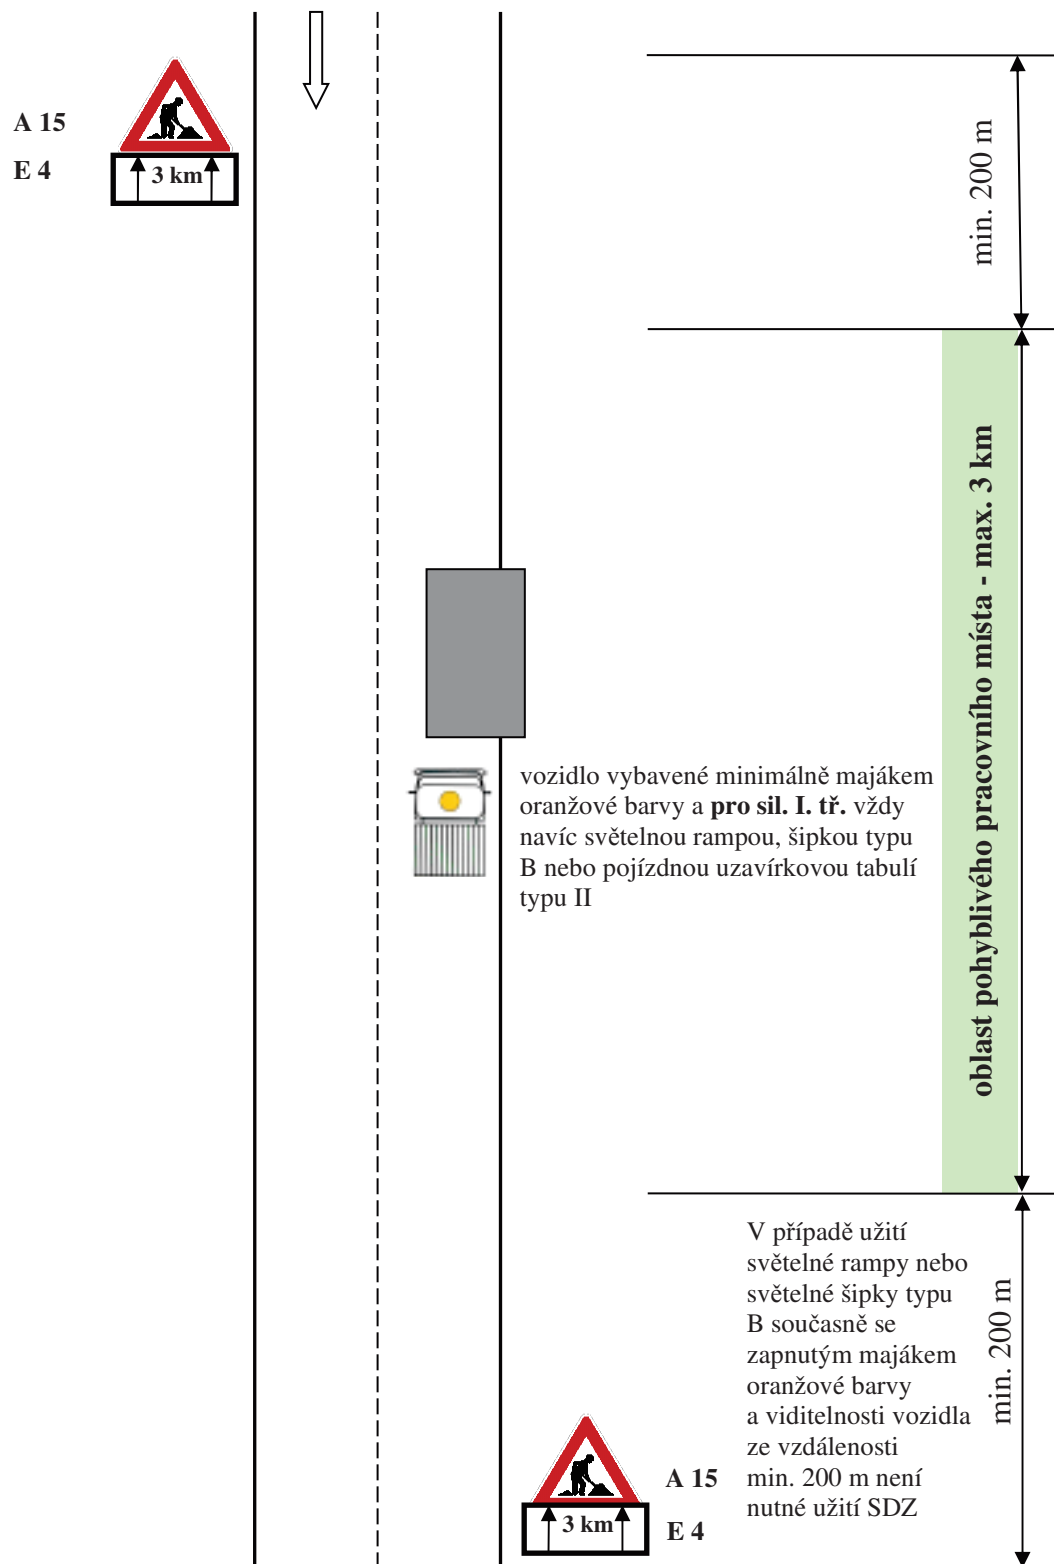 A 15
E 4
3 km
min. 200 m
oblast pohyblivého pracovního místa - max. 3 km
vozidlo vybavené minimálně majákem
oranžové barvy a pro sil. I. tř. vždy
navíc světelnou rampou, šipkou typu
B nebo pojízdnou uzavírkovou tabulí
typu II
V případě užití
světelné rampy nebo
světelné šipky typu
B současně se
zapnutým majákem
oranžové barvy
a viditelnosti vozidla
ze vzdálenosti
min. 200 m není
nutné užití SDZ
min. 200 m
A 15
3 km
E 4